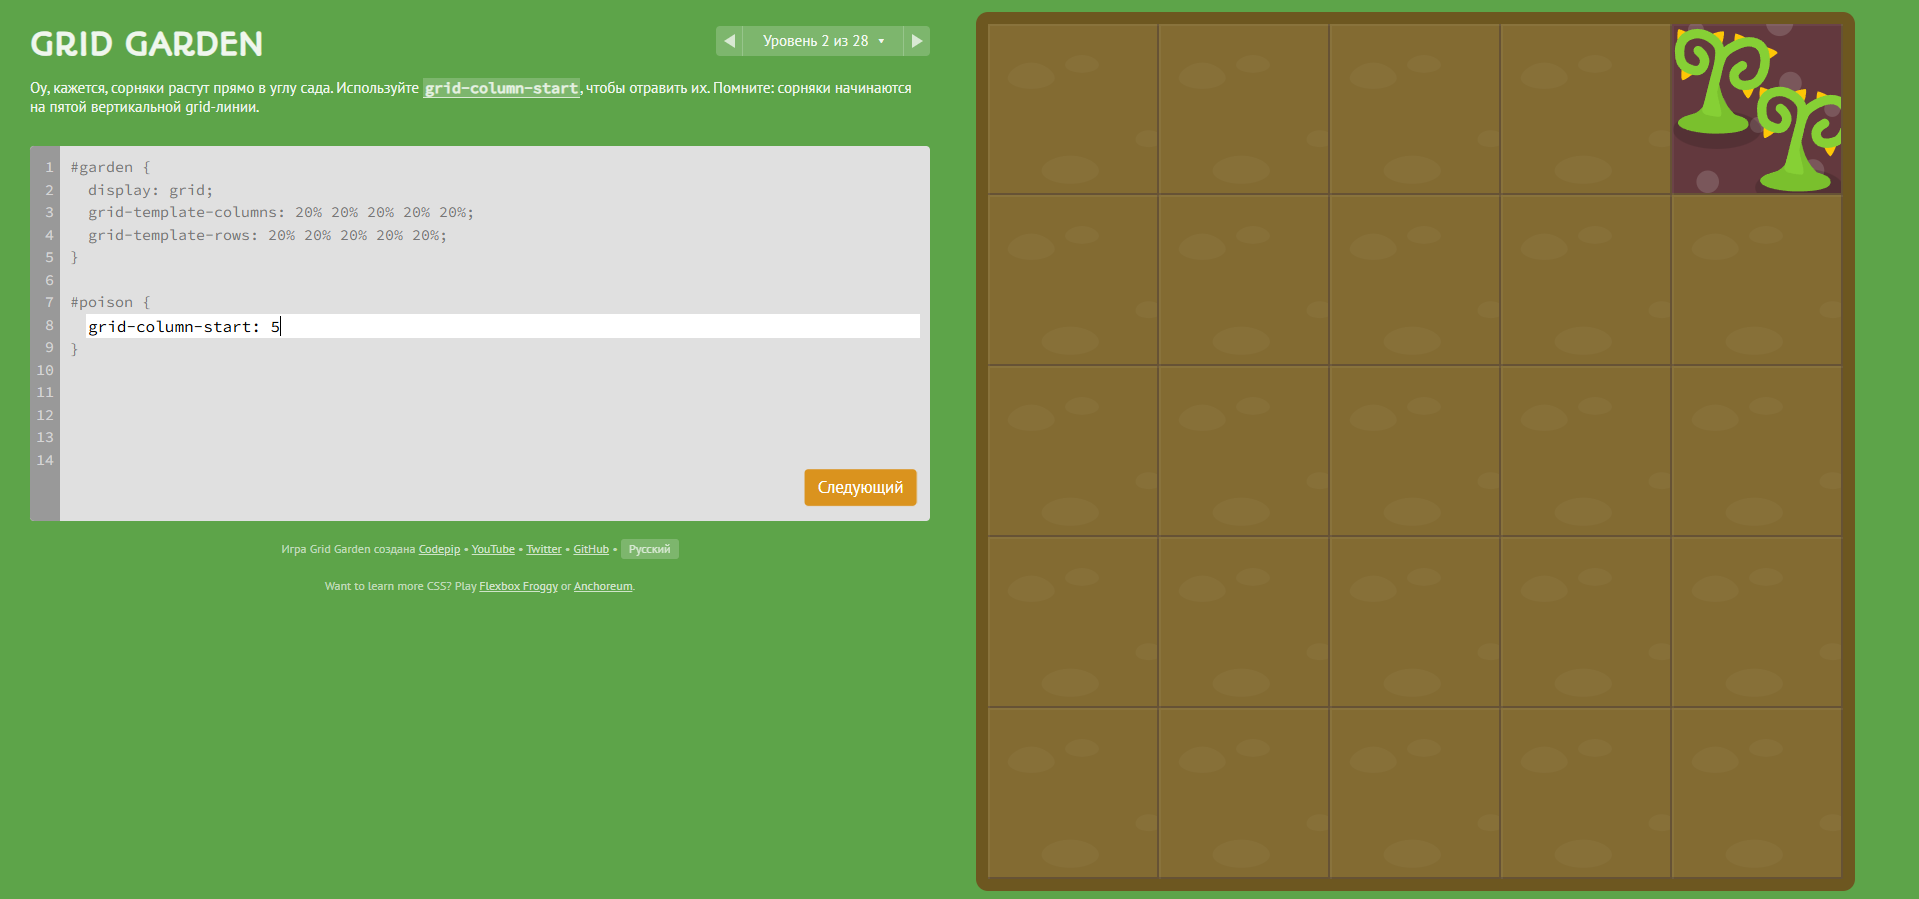 GRID GARDEN
Уровень 2 из 28
Оу, кажется, сорняки растут прямо в углу сада. Используйте grid-column-start, чтобы отравить их. Помните: сорняки начинаются
на пятой вертикальной grid-линии.
1 #garden {
2 display: grid;
3 grid-template-columns: 20% 20% 20% 20% 20%;
4 grid-template-rows: 20% 20% 20% 20% 20%;
5 }
6
7 #poison {
8 grid-column-start: 5
9 }
10
11
12
13
14
Следующий
Игра Grid Garden создана Codepip • YouTube • Twitter • GitHub • Русский
Want to learn more CSS? Play Flexbox Froggy or Anchoreum.